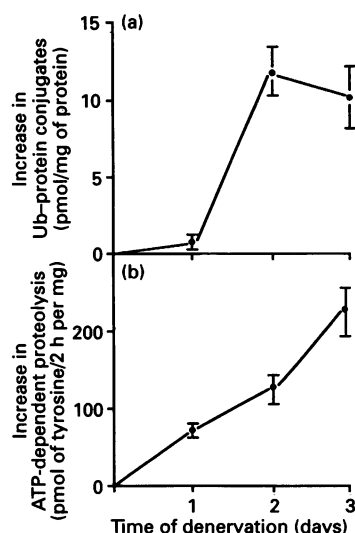 (a)
Increase in
Ub–protein conjugates
(pmol/mg of protein)
15
10
5
0
(b)
Increase in
ATP-dependent proteolysis
(pmol of tyrosine/2 h per mg)
200
100
0
1 2 3
Time of denervation (days)